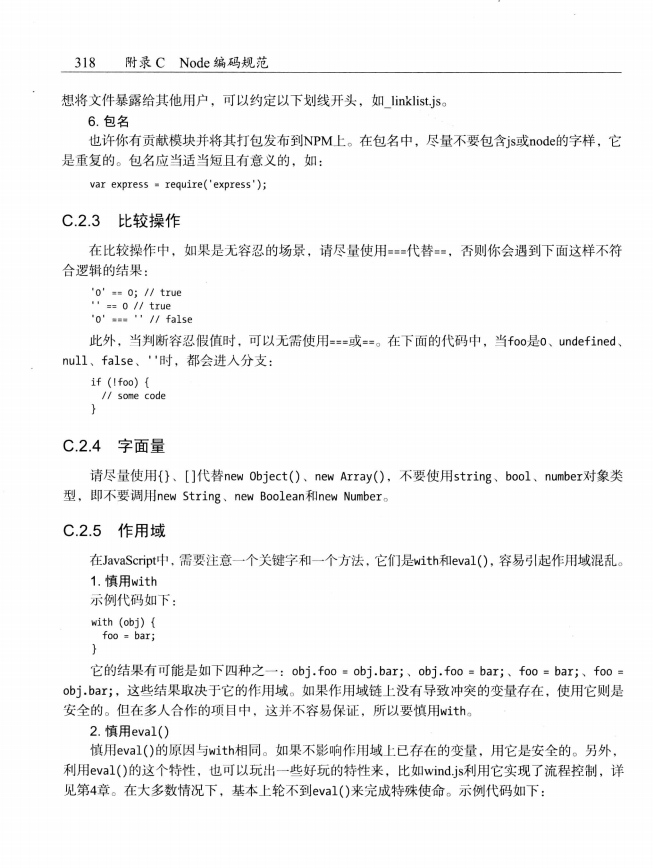 318 附录 C Node 编码规范
想将文件暴露给其他用户，可以约定以下划线开头，如_linklist.js。
6. 包名
也许你有贡献模块并将其打包发布到NPM上。在包名中，尽量不要包含js或node的字样，它
是重复的。包名应当适当短且有意义的，如：
var express = require('express');
C.2.3 比较操作
在比较操作中，如果是无容忍的场景，请尽量使用===代替==，否则你会遇到下面这样不符
合逻辑的结果：
'0' == 0; // true
'' == 0 // true
'0' === '' // false
此外，当判断容忍假值时，可以无需使用===或==。在下面的代码中，当foo是0、undefined、
null、false、''时，都会进入分支：
if (!foo) {
// some code
}
C.2.4 字面量
请尽量使用{}、[]代替new Object()、new Array()，不要使用string、bool、number对象类
型，即不要调用new String、new Boolean和new Number。
C.2.5 作用域
在JavaScript中，需要注意一个关键字和一个方法，它们是with和eval()，容易引起作用域混乱。
1. 慎用with
示例代码如下：
with (obj) {
foo = bar;
}
它的结果有可能是如下四种之一：obj.foo = obj.bar;、obj.foo = bar;、foo = bar;、foo =
obj.bar;，这些结果取决于它的作用域。如果作用域链上没有导致冲突的变量存在，使用它则是
安全的。但在多人合作的项目中，这并不容易保证，所以要慎用with。
2. 慎用eval()
慎用eval()的原因与with相同。如果不影响作用域上已存在的变量，用它是安全的。另外，
利用eval()的这个特性，也可以玩出一些好玩的特性来，比如wind.js利用它实现了流程控制，详
见第4章。在大多数情况下，基本上轮不到eval()来完成特殊使命。示例代码如下：